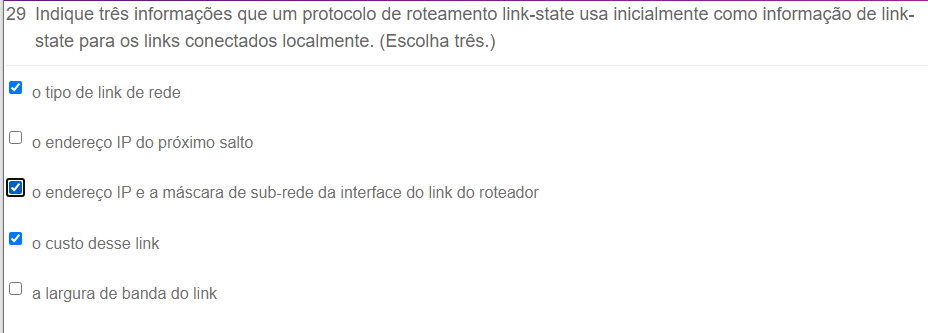 29 Indique três informações que um protocolo de roteamento link-state usa inicialmente como informação de link-
state para os links conectados localmente. (Escolha três.)
o tipo de link de rede
o endereço IP do próximo salto
o endereço IP e a máscara de sub-rede da interface do link do roteador
o custo desse link
a largura de banda do link